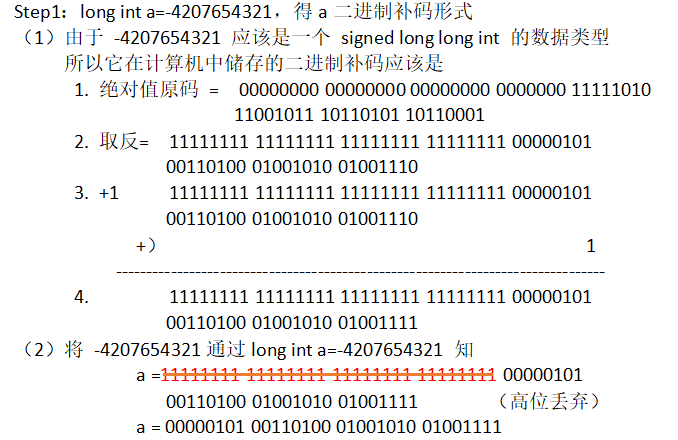 Step1：long int a=-4207654321，得 a 二进制补码形式
（1）由于 -4207654321 应该是一个 signed long long int 的数据类型
所以它在计算机中储存的二进制补码应该是
1. 绝对值原码 = 00000000 00000000 00000000 0000000 11111010
11001011 10110101 10110001
2. 取反= 11111111 11111111 11111111 11111111 00000101
00110100 01001010 01001110
3. +1 11111111 11111111 11111111 11111111 00000101
00110100 01001010 01001110
+） 1
--------------------------------------------------------------------------------
4. 11111111 11111111 11111111 11111111 00000101
00110100 01001010 01001111
（2）将 -4207654321 通过 long int a=-4207654321 知
a =11111111 11111111 11111111 11111111 00000101
00110100 01001010 01001111 （高位丢弃）
a = 00000101 00110100 01001010 01001111